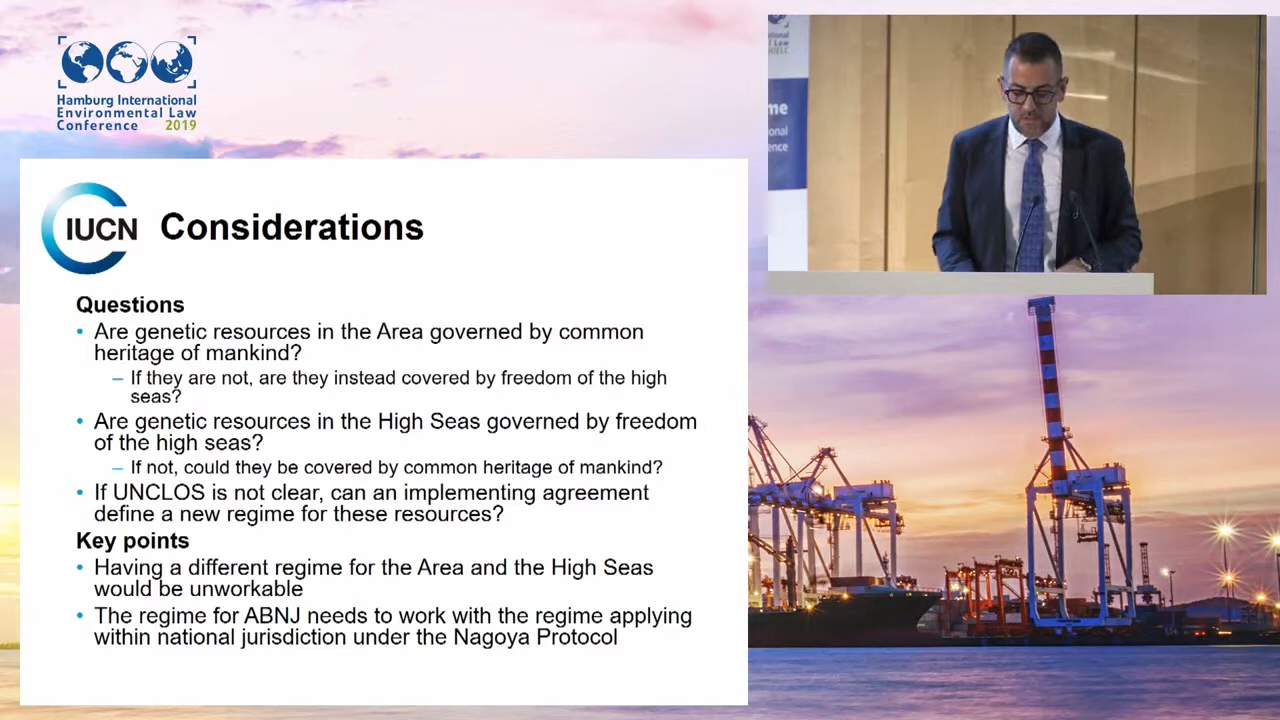 Hamburg International
Environmental Law
Conference 2019
IUCN
Considerations
Questions
• Are genetic resources in the Area governed by common
heritage of mankind?
– If they are not, are they instead covered by freedom of the high
seas?
• Are genetic resources in the High Seas governed by freedom
of the high seas?
– If not, could they be covered by common heritage of mankind?
• If UNCLOS is not clear, can an implementing agreement
define a new regime for these resources?
Key points
• Having a different regime for the Area and the High Seas
would be unworkable
• The regime for ABNJ needs to work with the regime applying
within national jurisdiction under the Nagoya Protocol